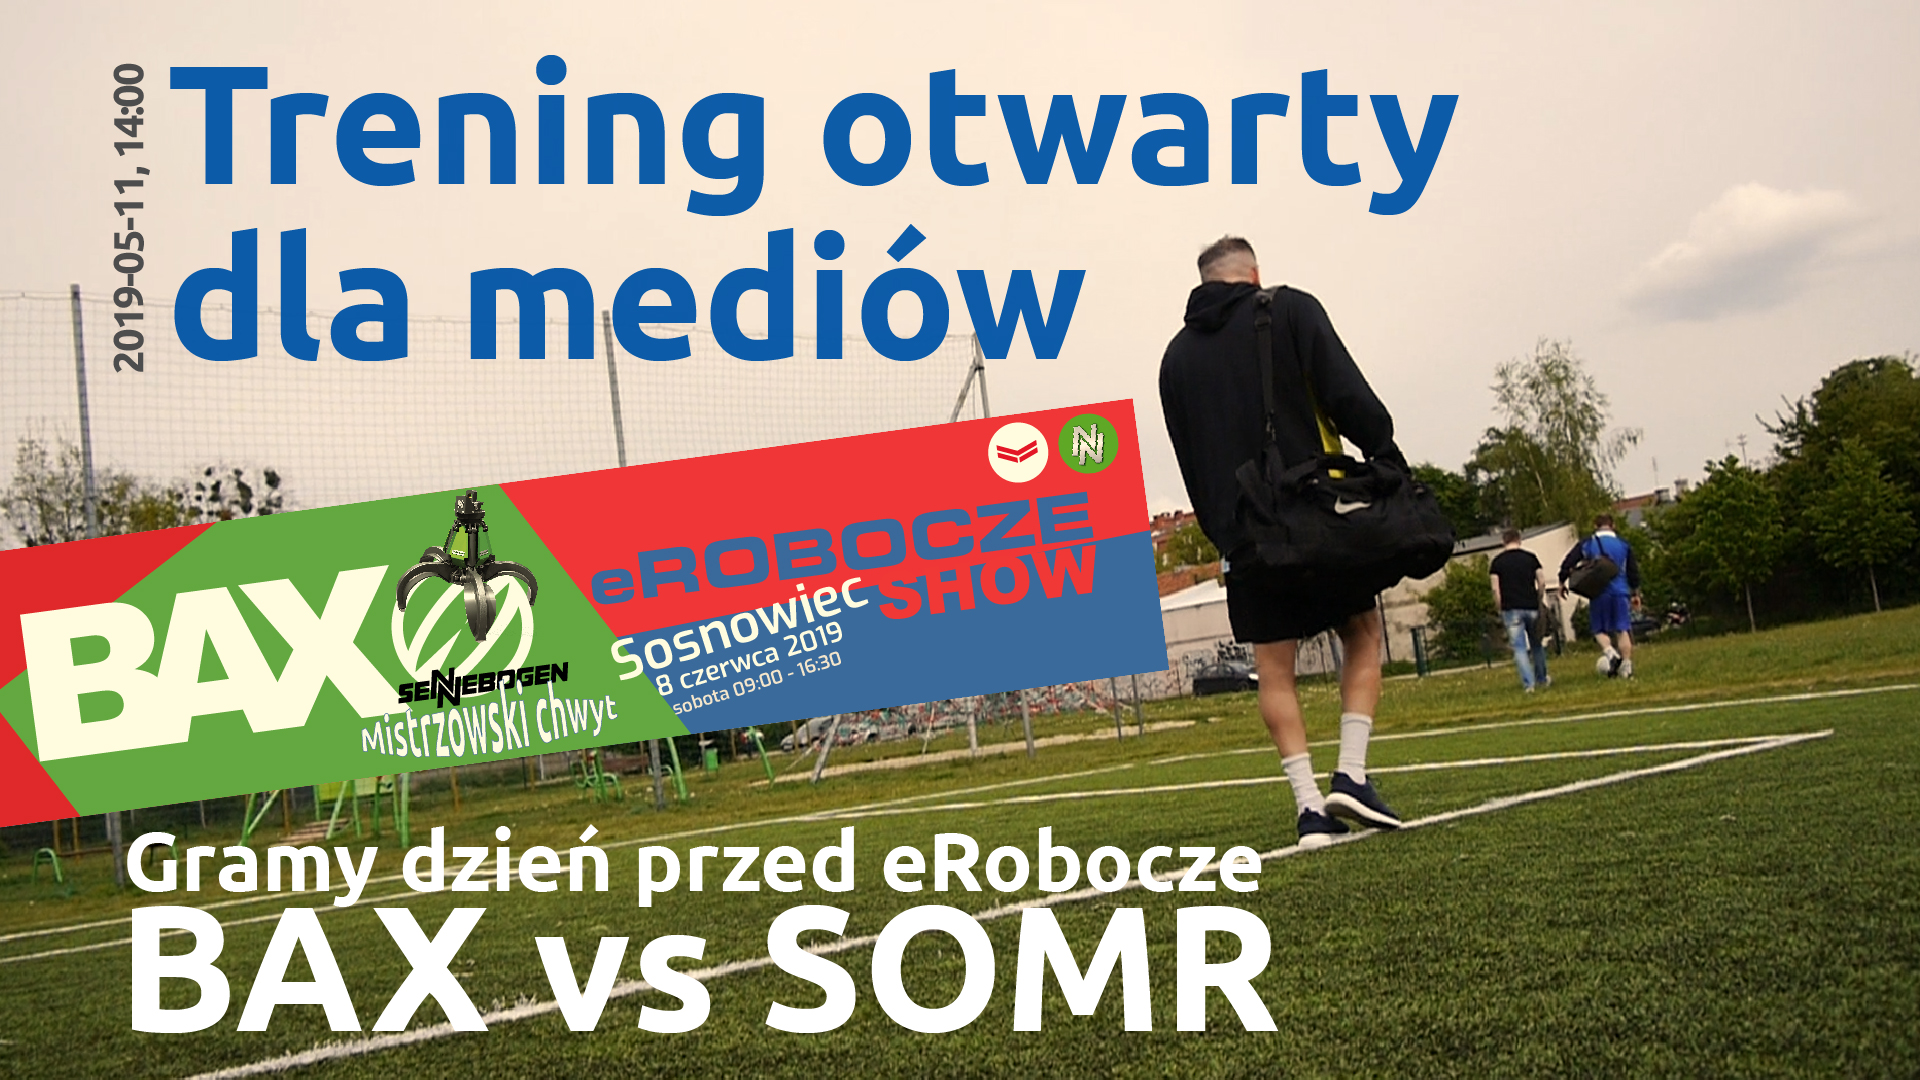 2019-05-11, 14:00
Trening otwarty
dla mediów
BAX
SENNEBOGEN
Mistrzowski chwyt
eROBOCZE
SHOW
Sosnowiec
8 czerwca 2019
sobota 09:00 - 16:30
Gramy dzień przed eRobocze
BAX vs SOMR